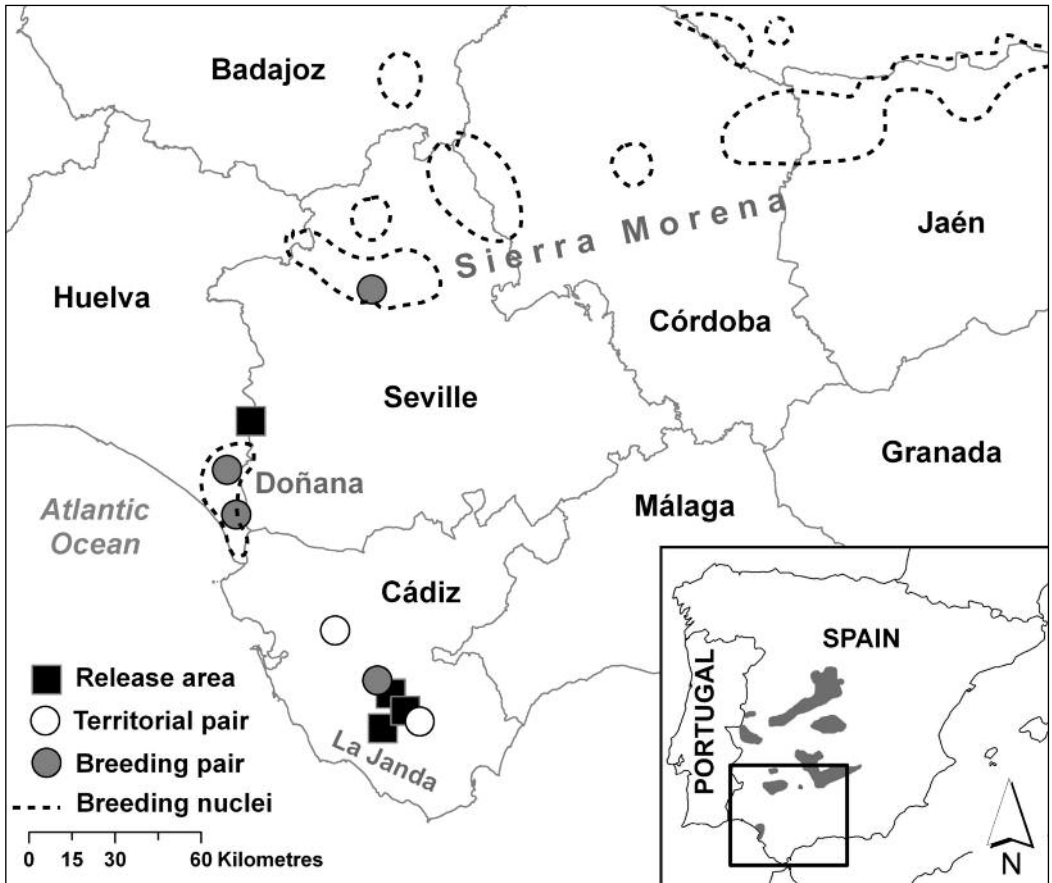 Badajoz
Sierra Morena
Jaén
Huelva
Córdoba
Seville
Granada
Doñana
Málaga
Atlantic
Ocean
Cádiz
La Janda
Release area
Territorial pair
Breeding pair
Breeding nuclei
0 15 30 60 Kilometres
SPAIN
PORTUGAL
N